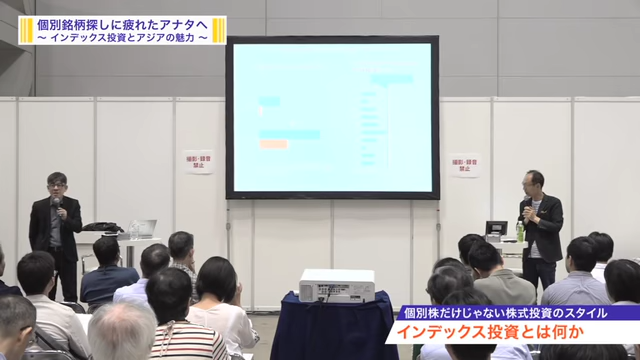 個別銘柄探しに疲れたアナタへ
～ インデックス投資とアジアの魅力 ～
撮影・録音
禁止
撮影・録音
禁止
個別株だけじゃない株式投資のスタイル
インデックス投資とは何か